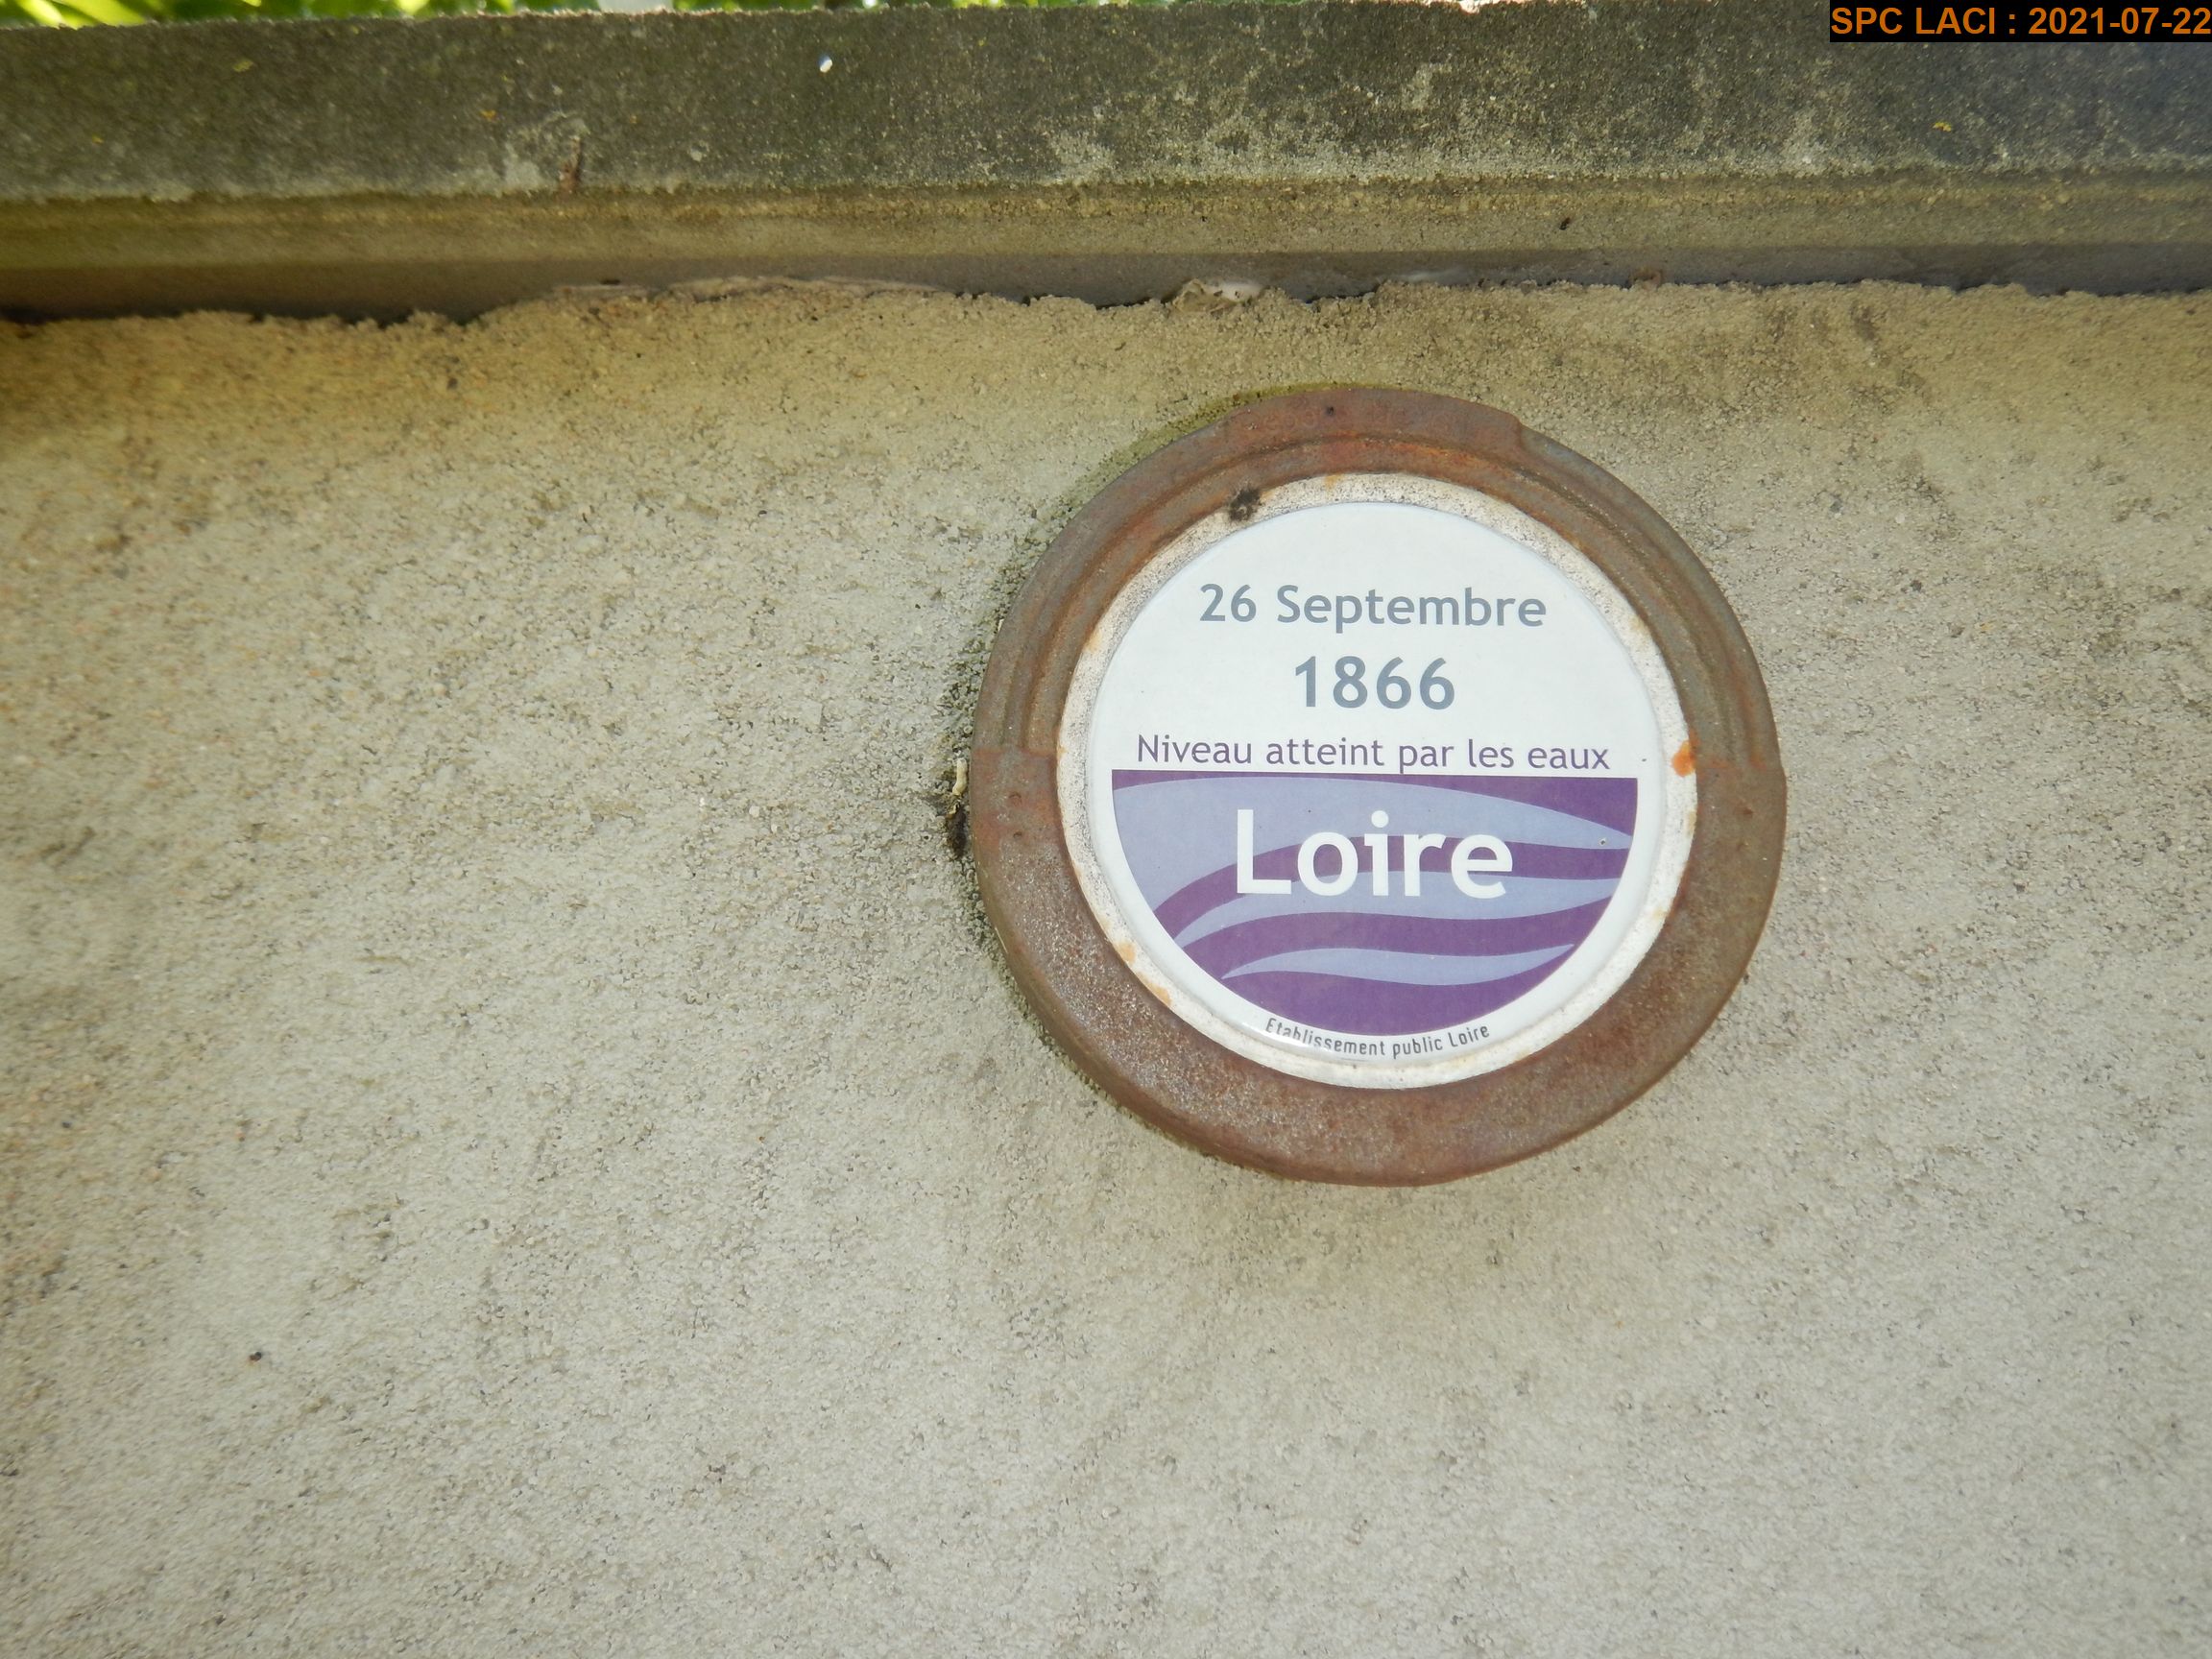 SPC LACI : 2021-07-22
26 Septembre
1866
Niveau atteint par les eaux
Loire
Etablissement public Loire